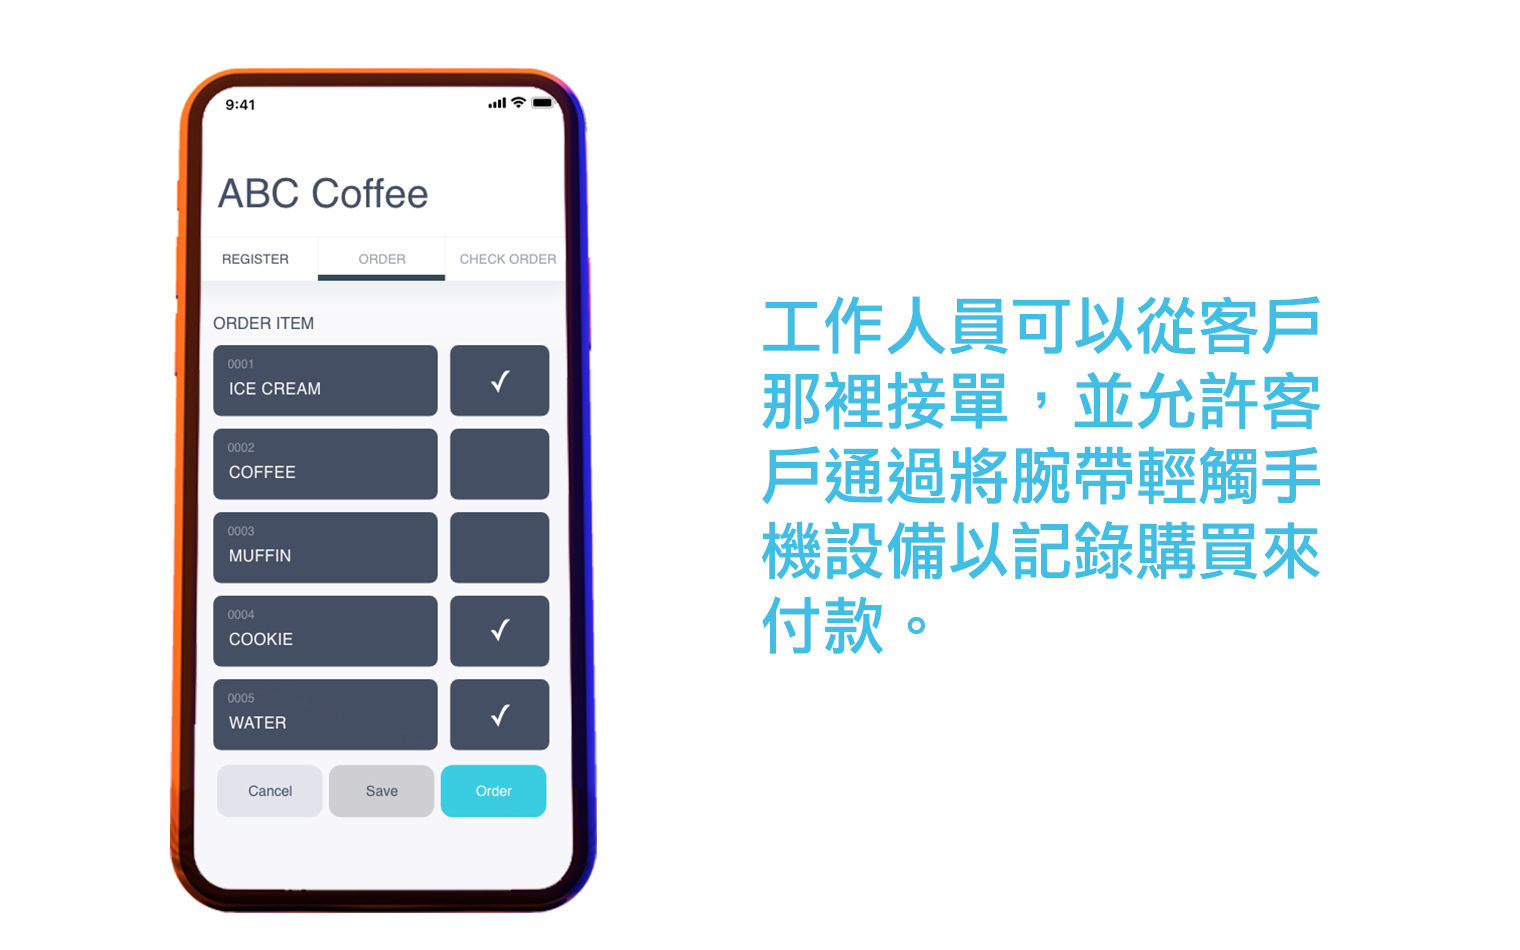 9:41
ABC Coffee
REGISTER ORDER CHECK ORDER
ORDER ITEM
0001
ICE CREAM
✓
0002
COFFEE
0003
MUFFIN
0004
COOKIE
✓
0005
WATER
✓
Cancel Save Order
工作人員可以從客戶
那裡接單，並允許客
戶通過將腕帶輕觸手
機設備以記錄購買來
付款。